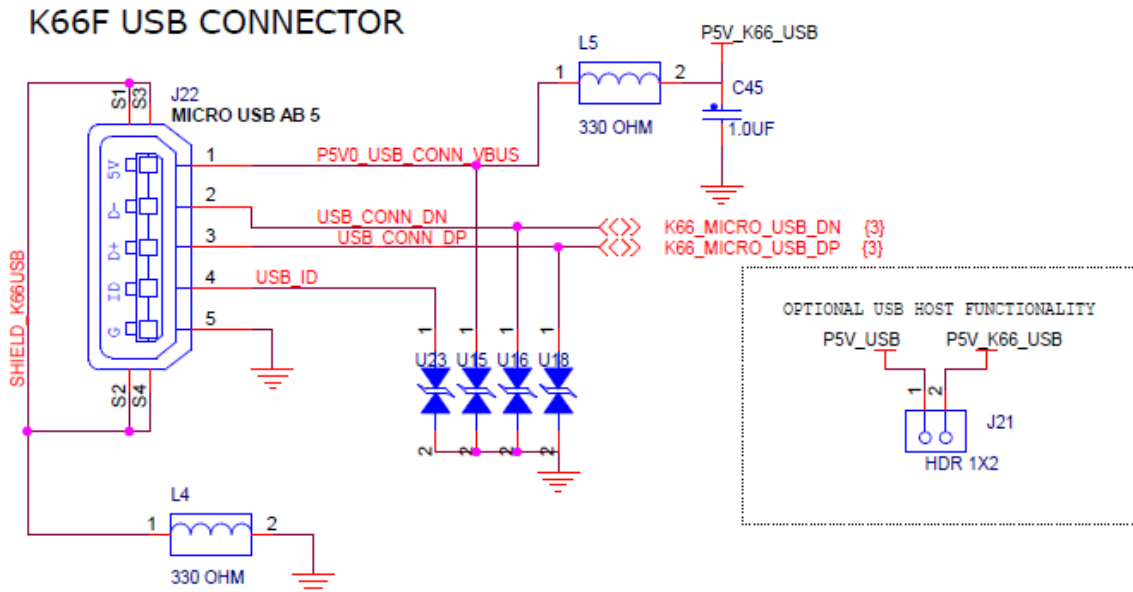 K66F USB CONNECTOR
P5V_K66_USB
L5
1
2
C45
1.0UF
330 OHM
S1
S3
J22
MICRO USB AB 5
5V
1
P5V0_USB_CONN_VBUS
D-
2
USB_CONN_DN
K66_MICRO_USB_DN {3}
D+
3
USB_CONN_DP
K66_MICRO_USB_DP {3}
ID
4
USB_ID
G
5
SHIELD_K66USB
S2
S4
1
1
1
1
U23
U15
U16
U18
2
2
2
2
OPTIONAL USB HOST FUNCTIONALITY
P5V_USB
P5V_K66_USB
1
2
J21
HDR 1X2
L4
1
2
330 OHM